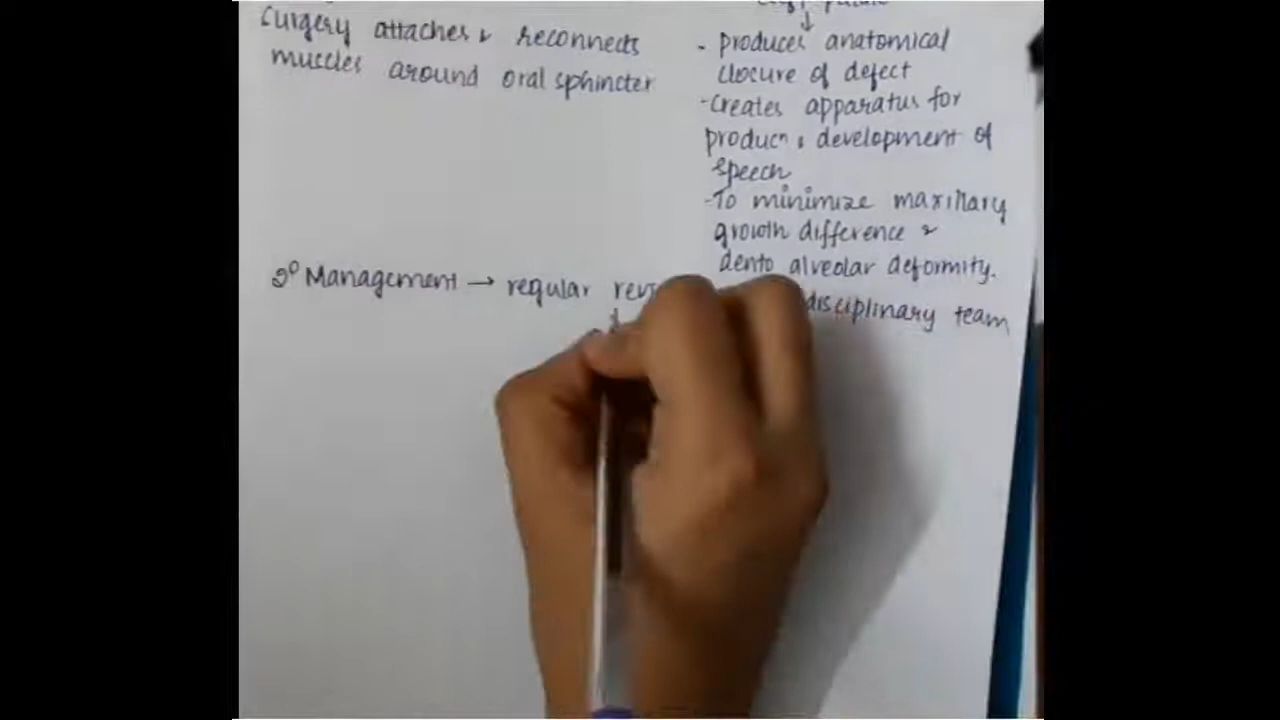 Surgery attaches & reconnects
muscles around oral sphincter
- produces anatomical
closure of defect
- Creates apparatus for
producn & development of
speech
- To minimize maxillary
growth difference &
dento alveolar deformity.
2° Management → regular
disciplinary team